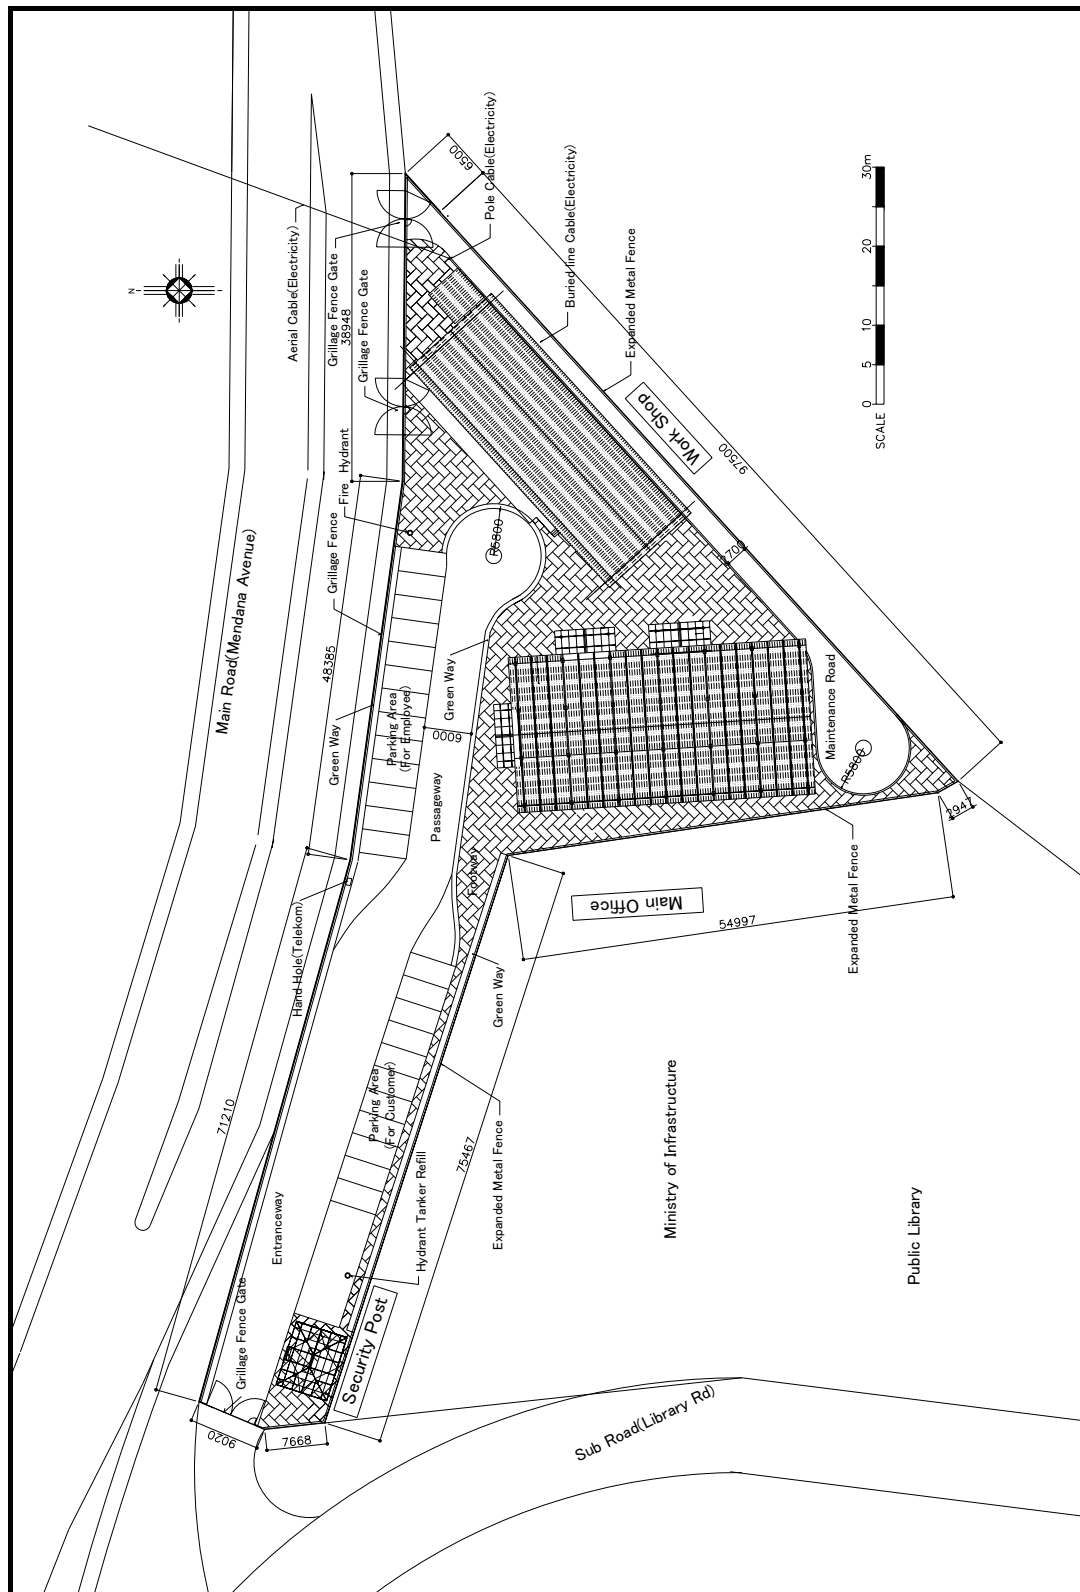 6500
Pole Cable(Electricity)
Buried line Cable(Electricity)
Expanded Metal Fence
30m
20
10
5
0
SCALE
N
Aerial Cable(Electricity)
Grillage Fence Gate
38948
Grillage Fence Gate
Work Shop
97500
Fire Hydrant
Grillage Fence
R5800
Main Road(Mendana Avenue)
48385
Green Way
Parking Area
(For Employee)
Green Way
6000
Passageway
Maintenance Road
R5800
2941
Footway
Main Office
54997
Expanded Metal Fence
Hand Hole(Telekom)
Green Way
71210
Parking Area
(For Customer)
75467
Expanded Metal Fence
Hydrant Tanker Refill
Ministry of Infrastructure
Public Library
Entranceway
Grillage Fence Gate
Security Post
9020
7668
Sub Road(Library Rd)